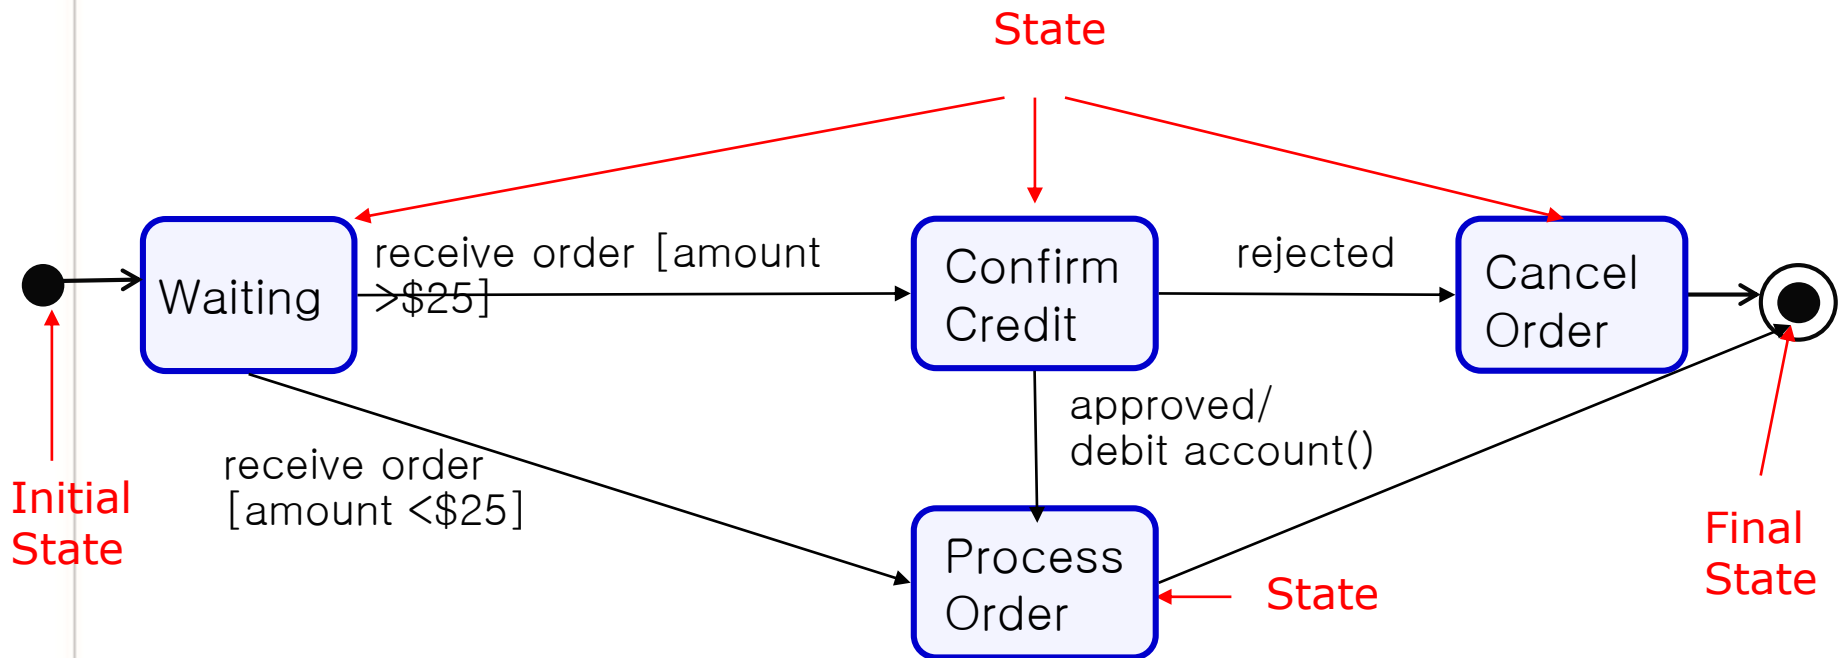 State
receive order [amount
>$25]
Waiting
Confirm
Credit
rejected
Cancel
Order
approved/
debit account()
receive order
[amount <$25]
Initial
State
Process
Order
State
Final
State